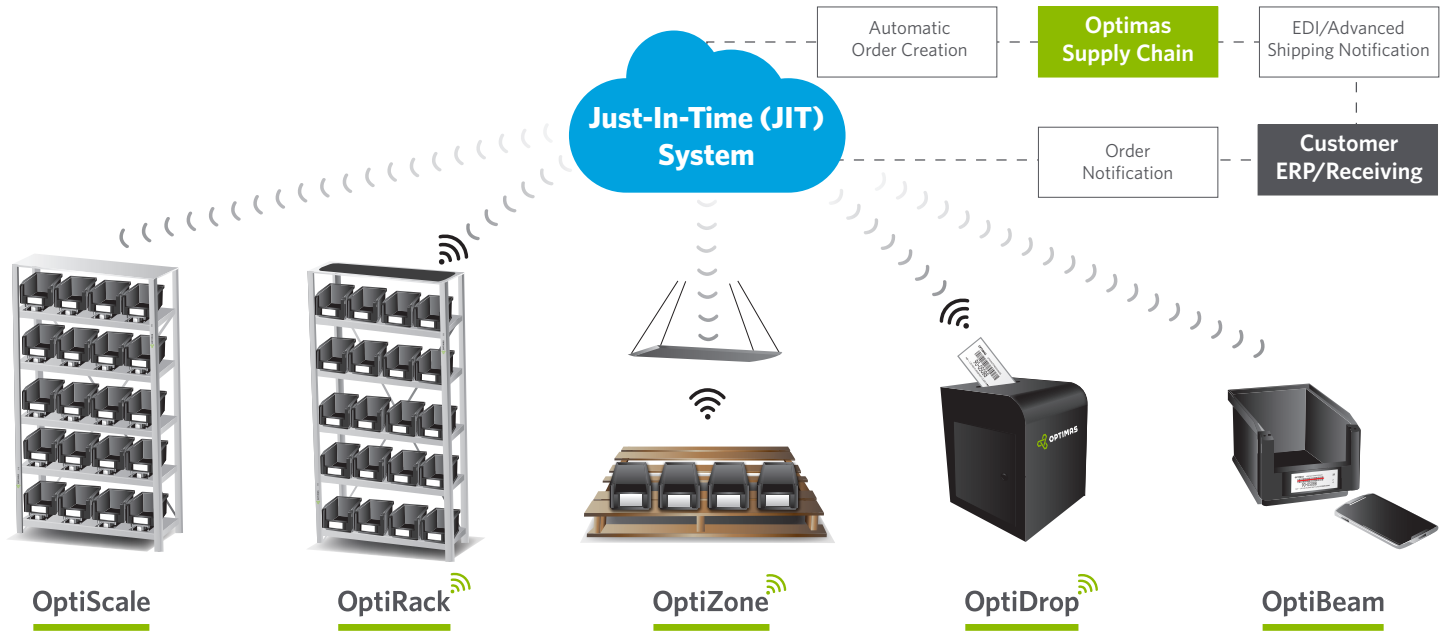 Automatic
Order Creation
Optimas
Supply Chain
EDI/Advanced
Shipping Notification
Just-In-Time (JIT)
System
Order
Notification
Customer
ERP/Receiving
OPTIMAS
OptiScale
OptiRack
OptiZone
OptiDrop
OptiBeam